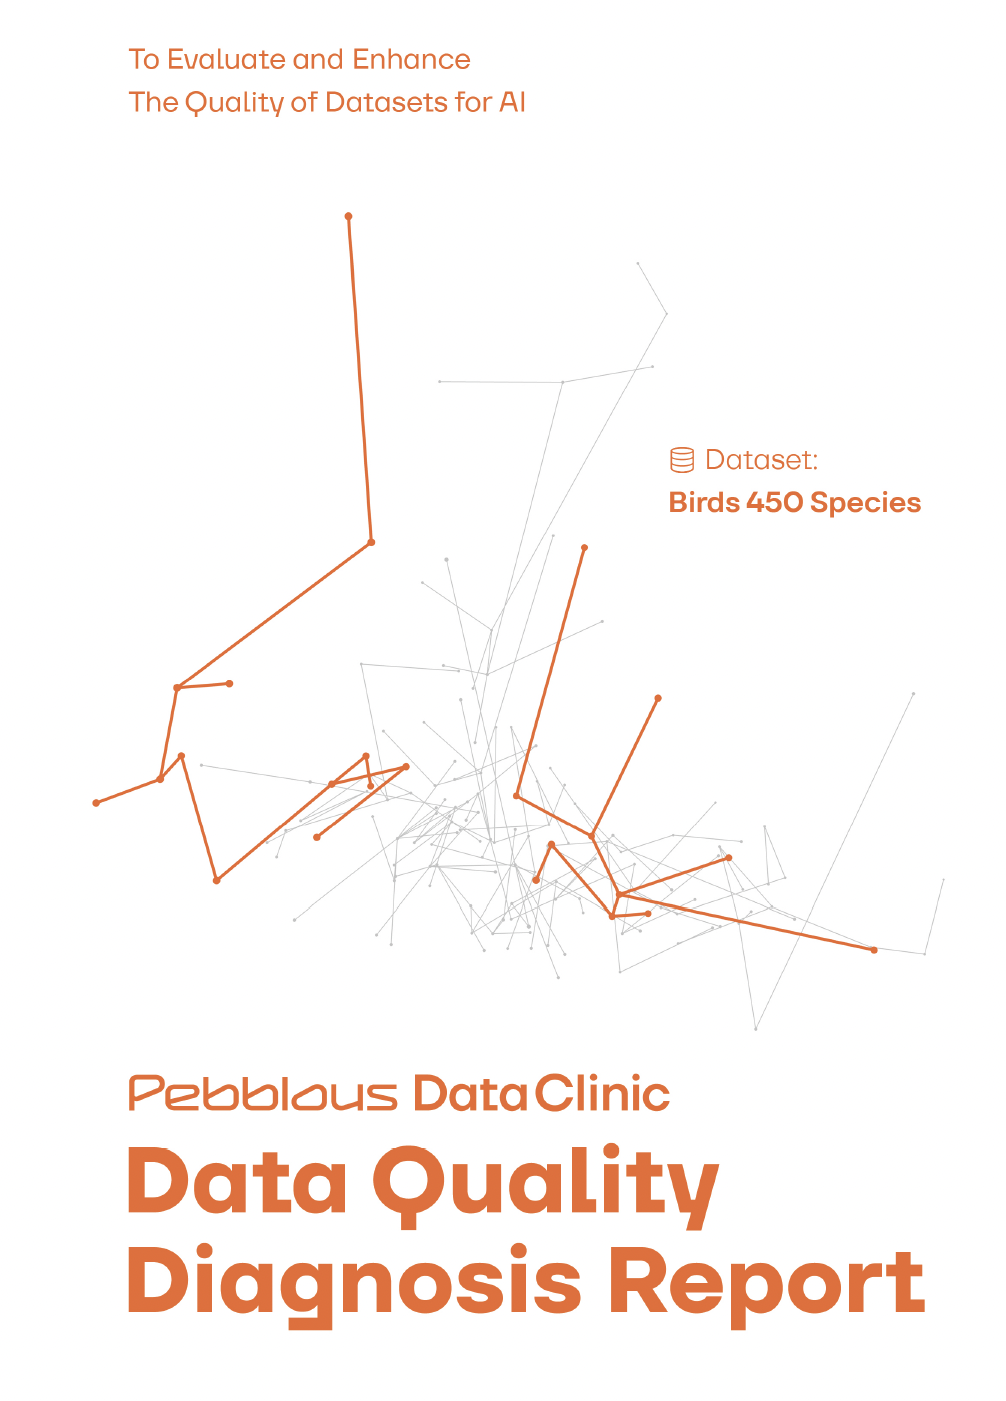 To Evaluate and Enhance
The Quality of Datasets for AI
Dataset:
Birds 450 Species
Pebblous DataClinic
Data Quality
Diagnosis Report